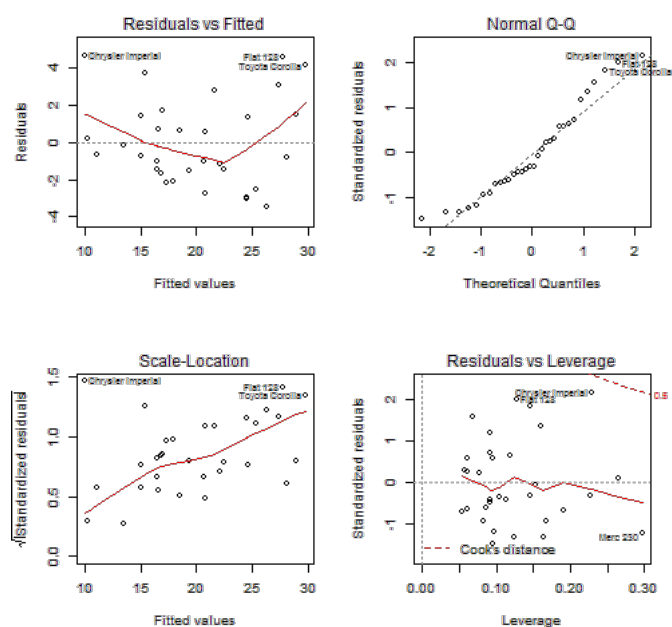 Residuals vs Fitted
Residuals
4
2
0
-2
-4
Chrysler Imperial
Fiat 128
Toyota Corolla
10 15 20 25 30
Fitted values
Normal Q-Q
Standardized residuals
2
1
0
-1
Chrysler Imperial
Fiat 128
Toyota Corolla
-2 -1 0 1 2
Theoretical Quantiles
Scale-Location
√|Standardized residuals|
1.5
1.0
0.5
0.0
Chrysler Imperial
Fiat 128
Toyota Corolla
10 15 20 25 30
Fitted values
Residuals vs Leverage
Standardized residuals
2
1
0
-1
Chrysler Imperial
Fiat 128
0.5
Merc 230
Cook's distance
0.00 0.10 0.20 0.30
Leverage